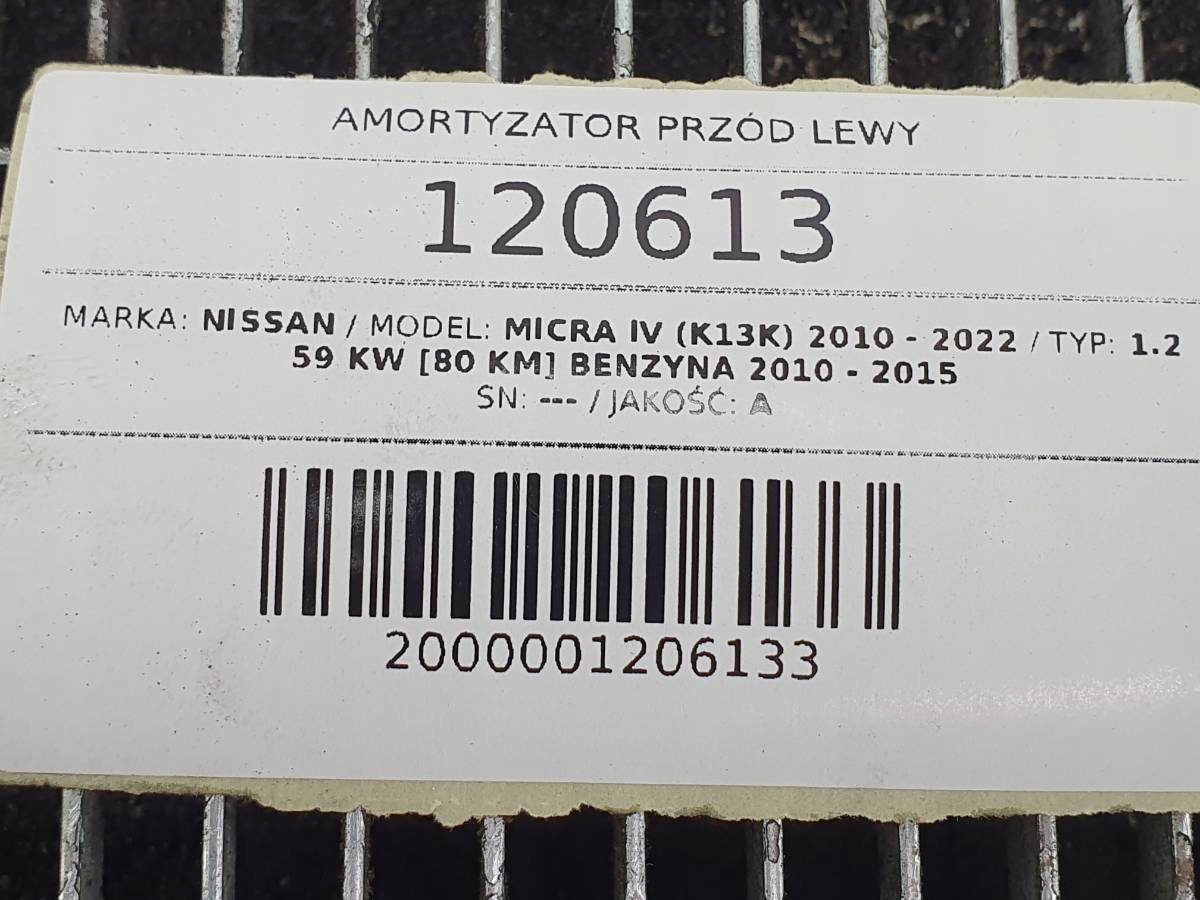 AMORTYZATOR PRZÓD LEWY
120613
MARKA: NISSAN / MODEL: MICRA IV (K13K) 2010 - 2022 / TYP: 1.2
59 KW [80 KM] BENZYNA 2010 - 2015
SN: --- / JAKOŚĆ: A
2000001206133